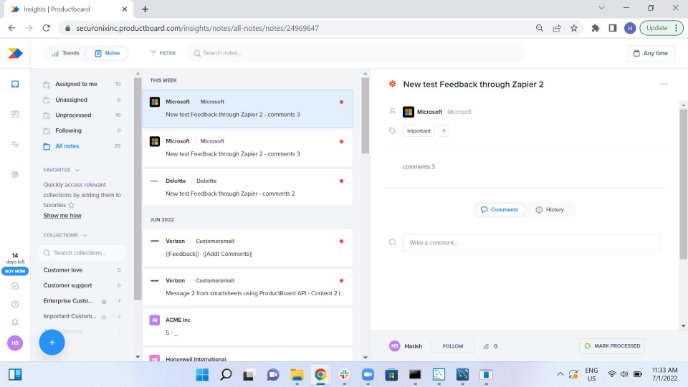 Insights | Productboard
securonixinc.productboard.com/insights/notes/all-notes/notes/24969647
H
Update
Trends
Notes
FILTER
Search notes...
Any time
Assigned to me 10
Unassigned 6
Unprocessed 19
Following 0
All notes 25
FAVORITES
Quickly access relevant
collections by adding them to
favorites
Show me how
COLLECTIONS
Search collections...
Customer love 0
Customer support 0
Enterprise Custo... 7
Important Custom... 2
14
days left
BUY NOW
HS
THIS WEEK
Microsoft Microsoft
New test Feedback through Zapier 2 - comments 3
Microsoft Microsoft
New test Feedback through Zapier 2 - comments 3
Deloitte Deloitte
New test Feedback through Zapier - comments 2
JUN 2022
Verizon Customeremail
{{Feedback}} - {{Addt Comments}}
Verizon Customeremail
Message 2 from smartsheets using ProductBoard API - Content 2 i...
AI ACME Inc
5 - _
HI Honeywell International
New test Feedback through Zapier 2
Microsoft Microsoft
important +
comments 3
Comments
History
Write a comment...
HS Harish
FOLLOW
0
MARK PROCESSED
ENG
US
11:33 AM
7/1/2022